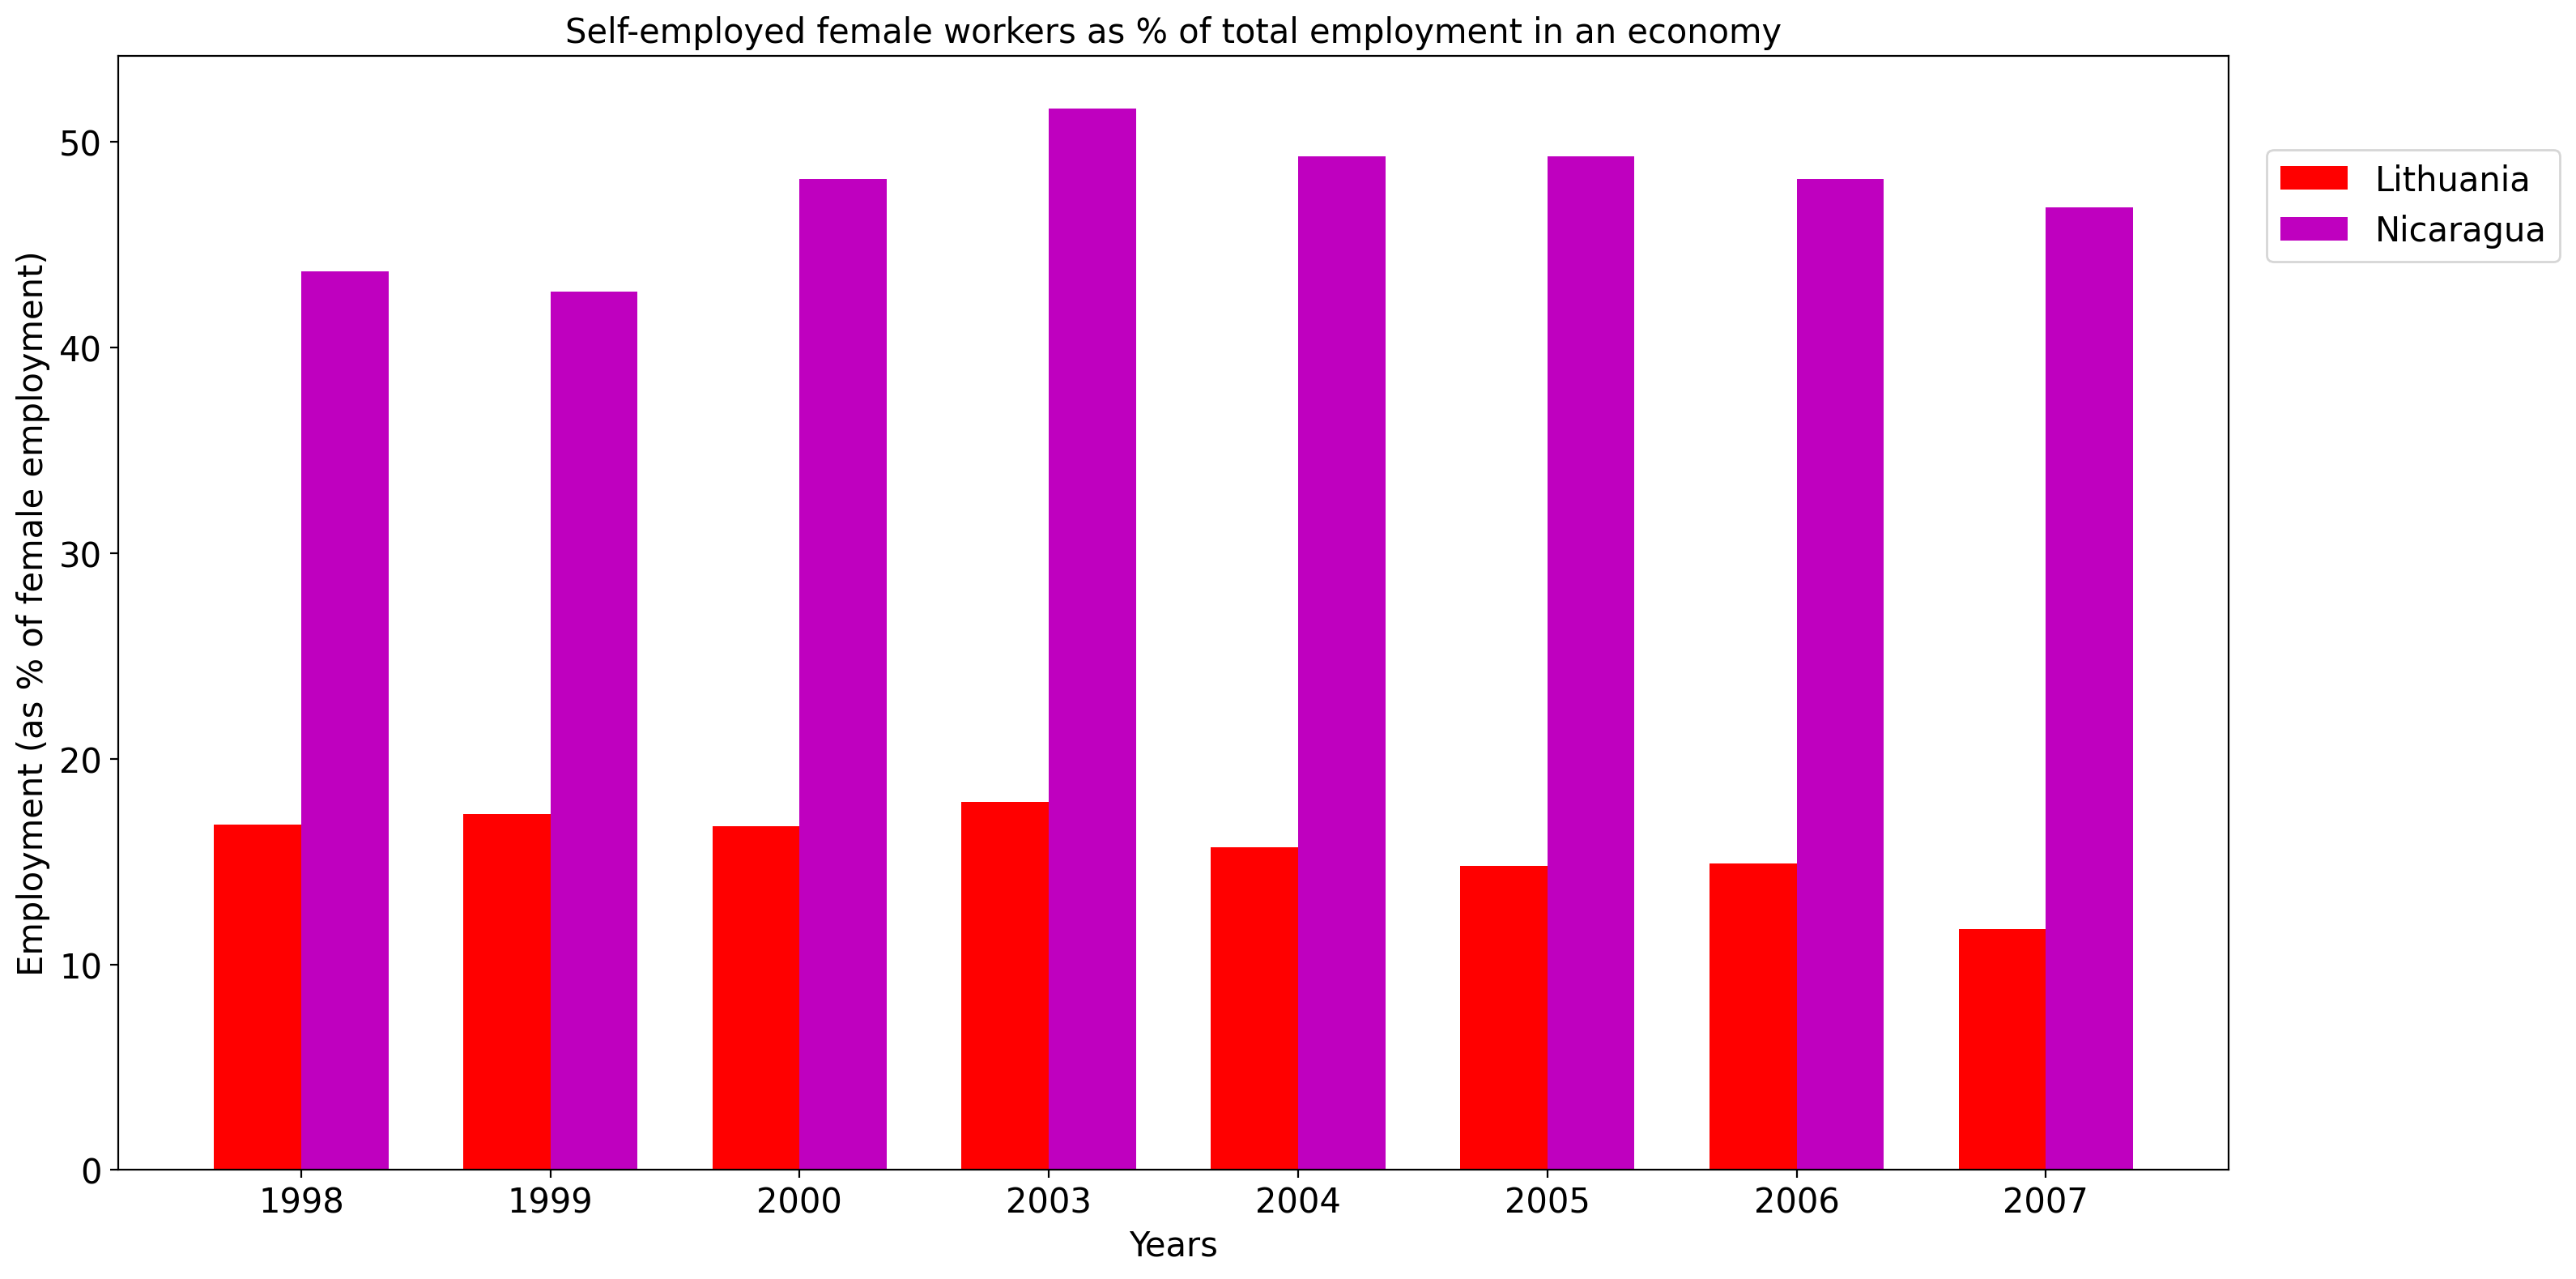 Self-employed female workers as % of total employment in an economy
Employment (as % of female employment)
50
40
30
20
10
0
1998 1999 2000 2003 2004 2005 2006 2007
Years
Lithuania
Nicaragua